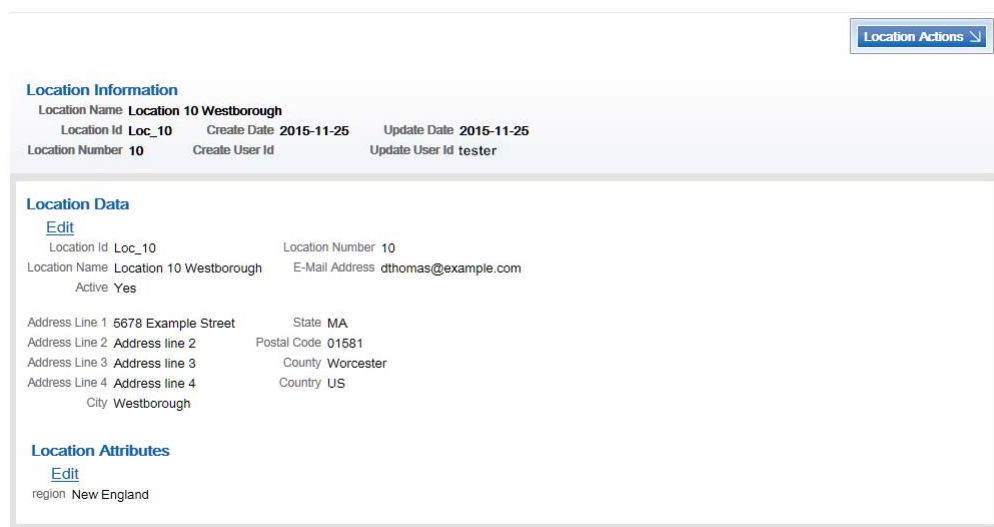 Location Actions
Location Information
Location Name Location 10 Westborough
Location Id Loc_10 Create Date 2015-11-25 Update Date 2015-11-25
Location Number 10 Create User Id Update User Id tester
Location Data
Edit
Location Id Loc_10 Location Number 10
Location Name Location 10 Westborough E-Mail Address dthomas@example.com
Active Yes
Address Line 1 5678 Example Street State MA
Address Line 2 Address line 2 Postal Code 01581
Address Line 3 Address line 3 County Worcester
Address Line 4 Address line 4 Country US
City Westborough
Location Attributes
Edit
region New England